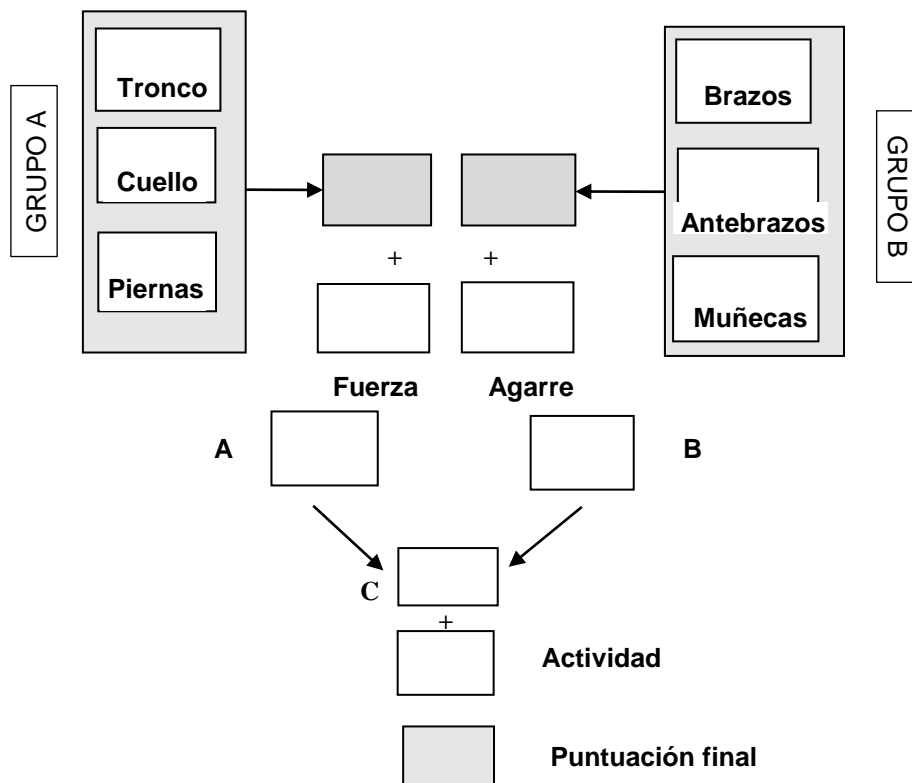 GRUPO A
Tronco
Cuello
Piernas
Brazos
Antebrazos
Muñecas
GRUPO B
+ +
Fuerza Agarre
A B
C
+
Actividad
Puntuación final